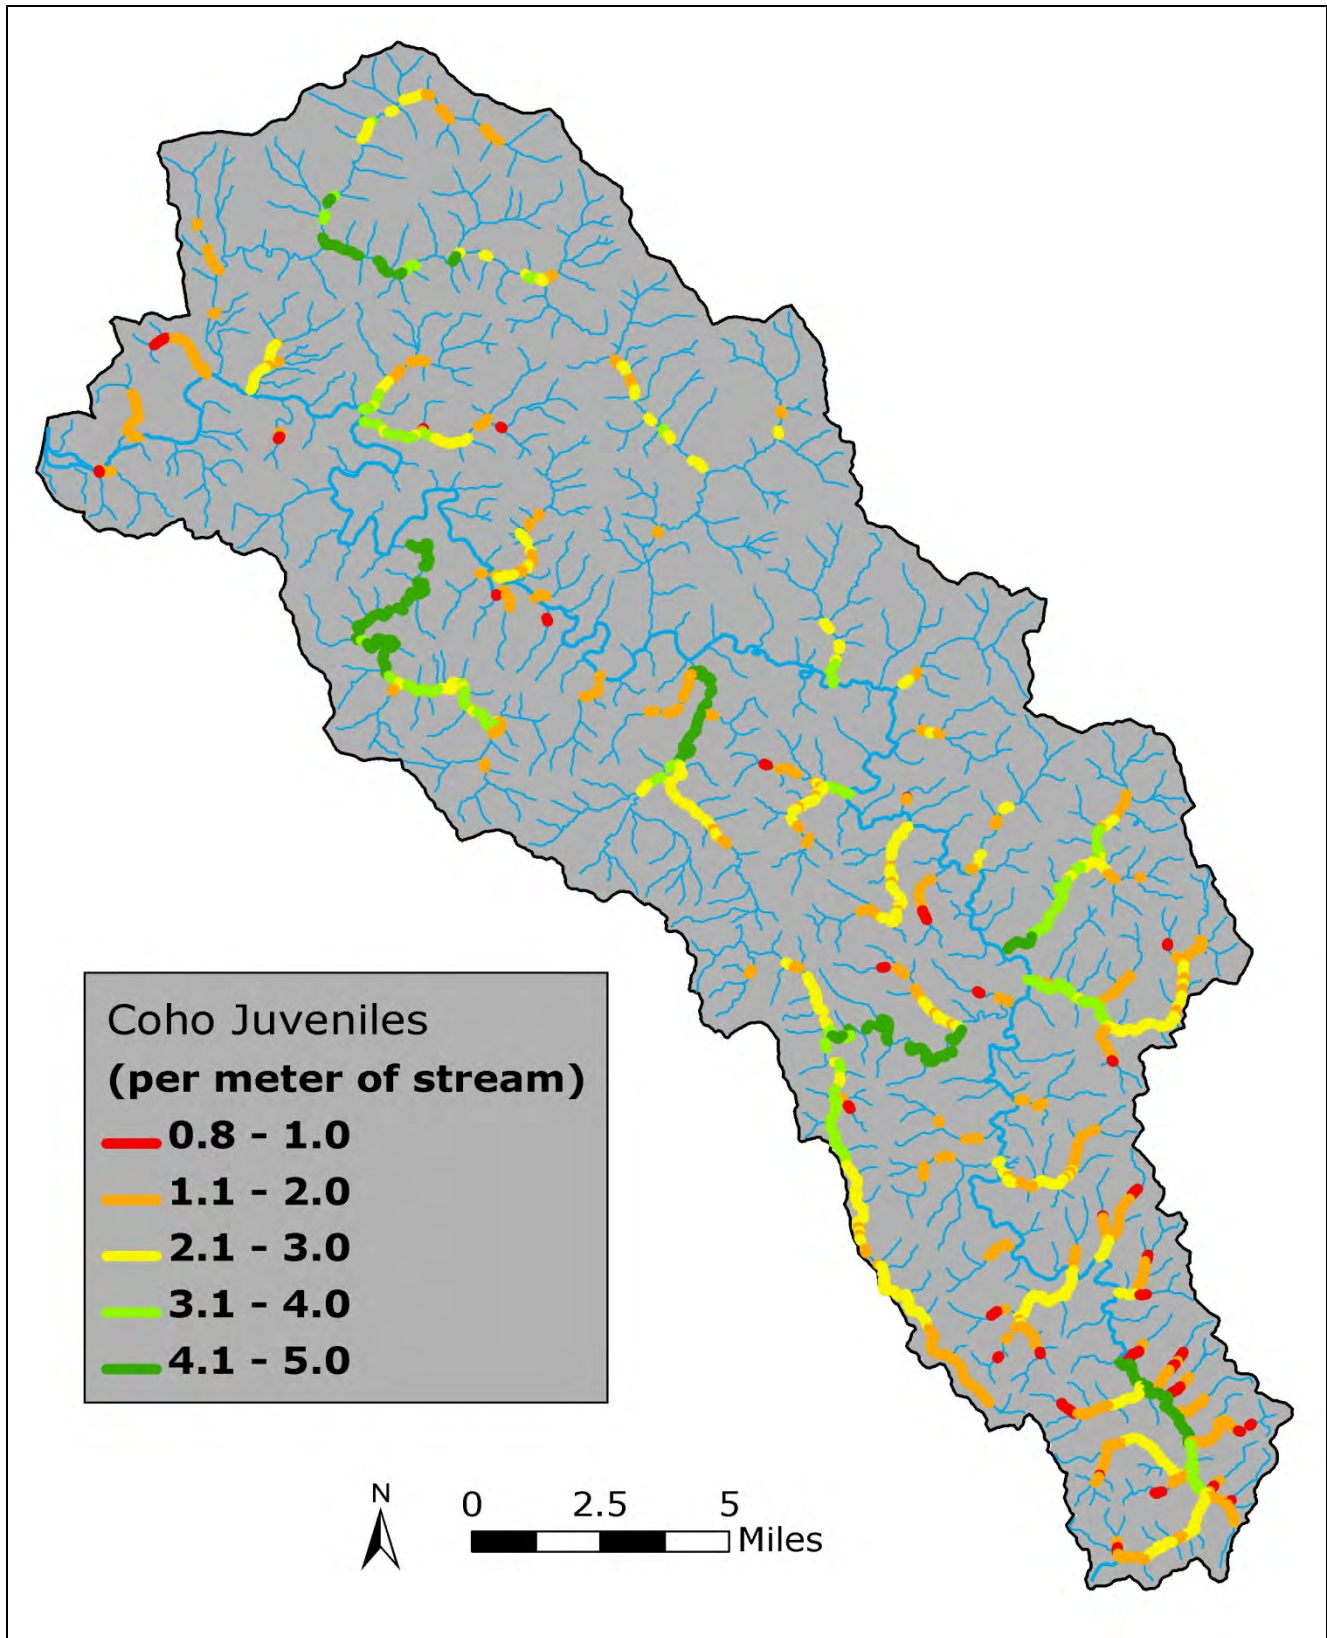 Coho Juveniles
(per meter of stream)
0.8 - 1.0
1.1 - 2.0
2.1 - 3.0
3.1 - 4.0
4.1 - 5.0
N
0 2.5 5
Miles